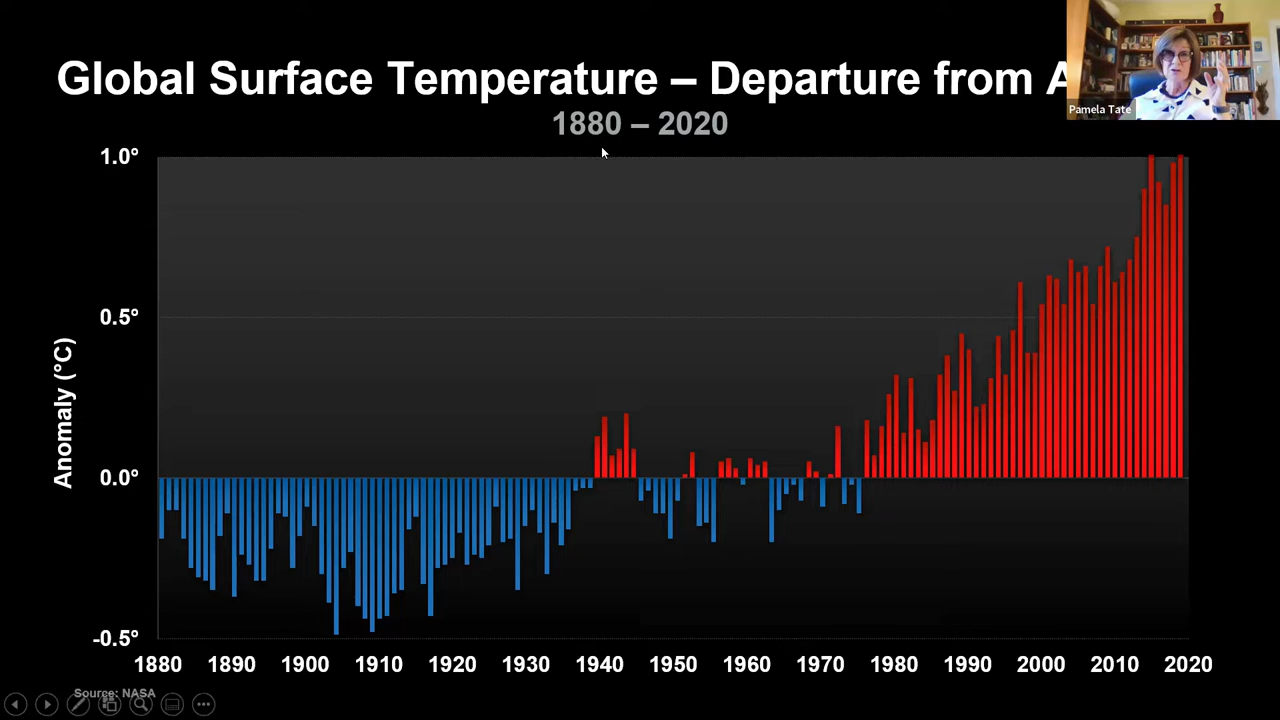 Global Surface Temperature – Departure from A
1880 – 2020
Pamela Tate
1.0°
0.5°
0.0°
-0.5°
Anomaly (°C)
1880 1890 1900 1910 1920 1930 1940 1950 1960 1970 1980 1990 2000 2010 2020
Source: NASA